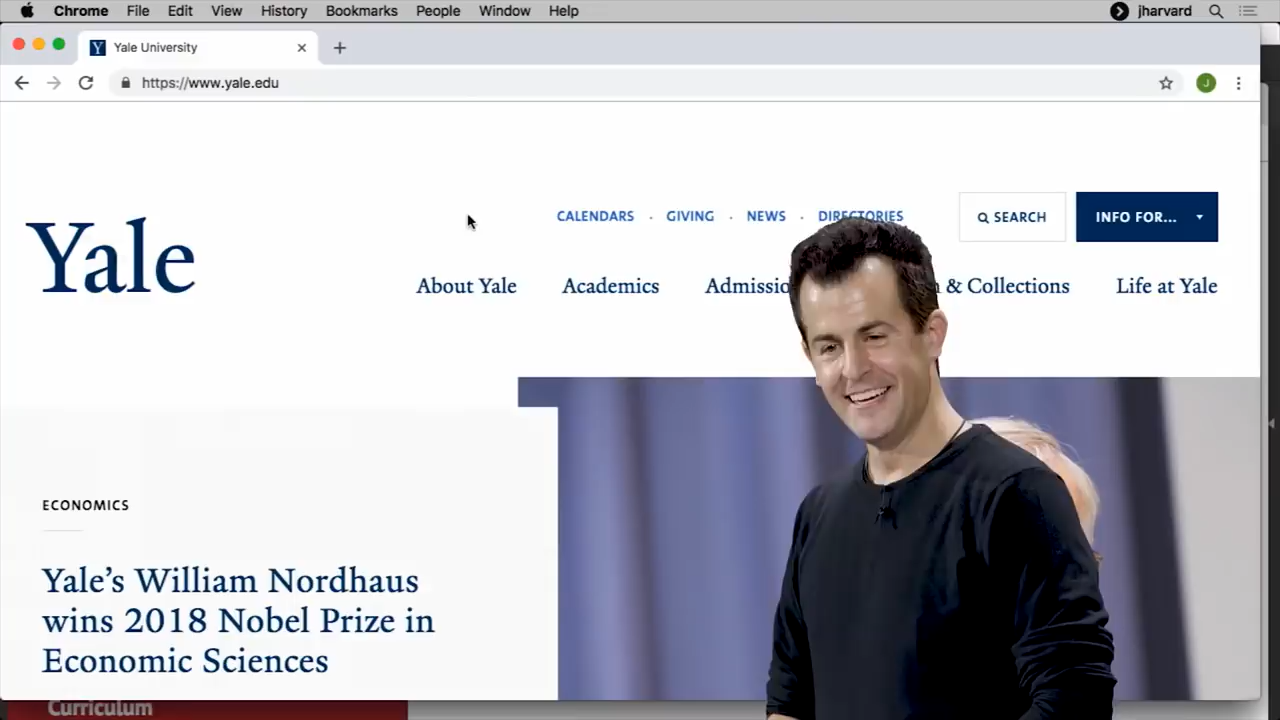 Chrome File Edit View History Bookmarks People Window Help jharvard
Y Yale University
https://www.yale.edu
J
CALENDARS · GIVING · NEWS · DIRECTORIES
SEARCH
INFO FOR...
Yale
About Yale Academics Admissio & Collections Life at Yale
ECONOMICS
Yale's William Nordhaus
wins 2018 Nobel Prize in
Economic Sciences
Curriculum